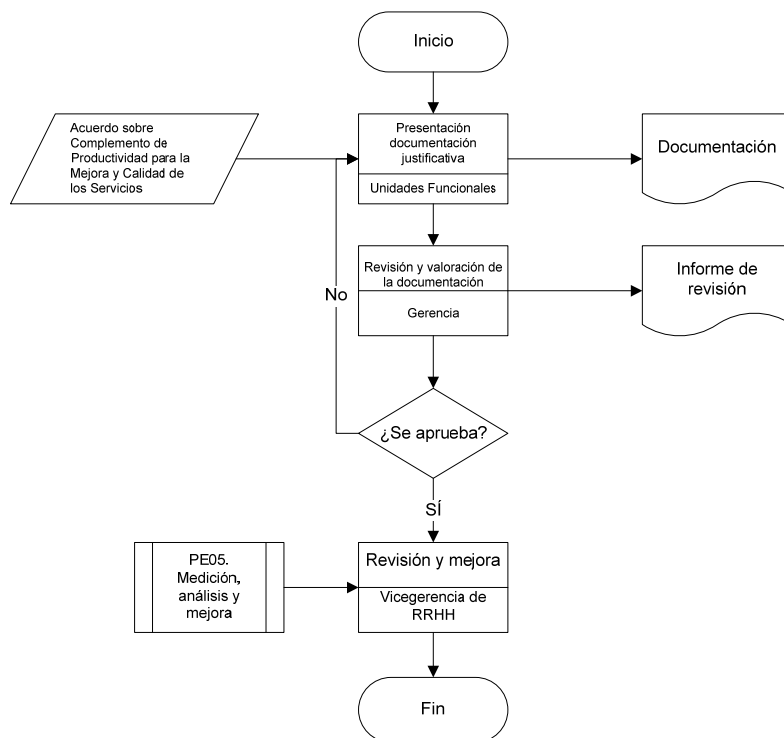 Inicio
Acuerdo sobre
Complemento de
Productividad para la
Mejora y Calidad de
los Servicios
Presentación
documentación
justificativa
Unidades Funcionales
Documentación
Revisión y valoración de
la documentación
Gerencia
Informe de
revisión
No
¿Se aprueba?
SÍ
PE05.
Medición,
análisis y
mejora
Revisión y mejora
Vicegerencia de
RRHH
Fin